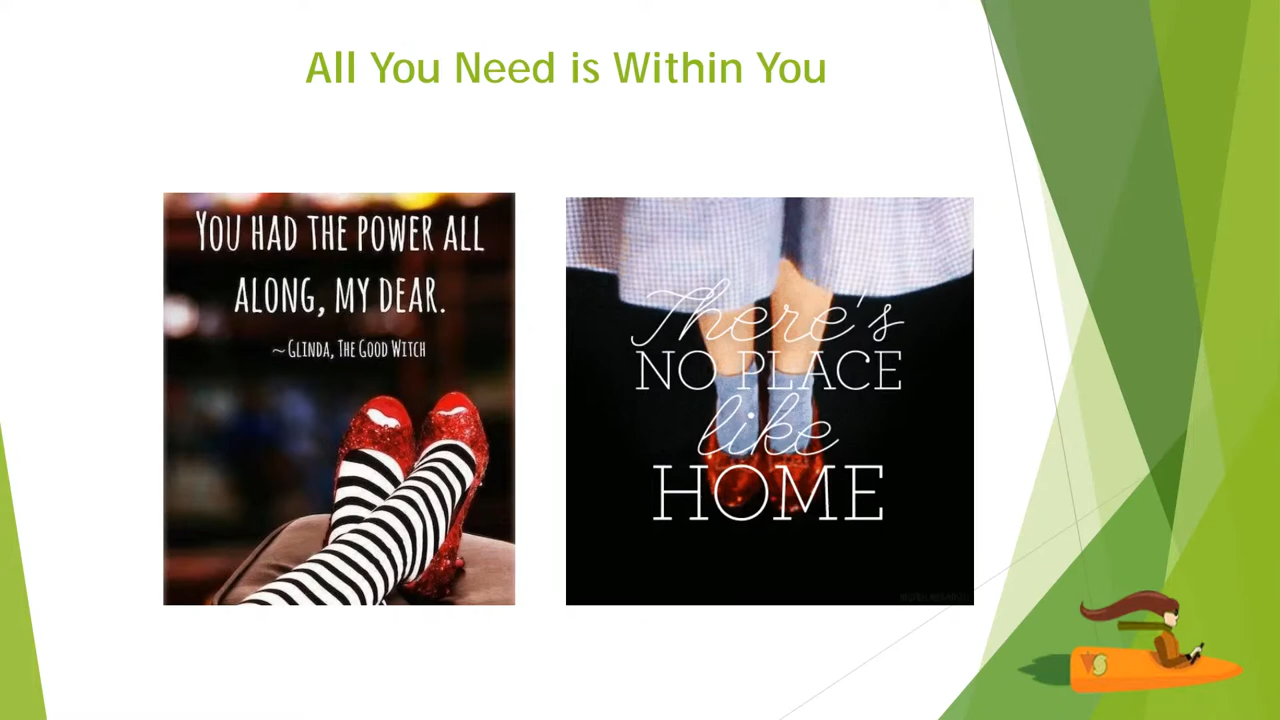 All You Need is Within You
YOU HAD THE POWER ALL
ALONG, MY DEAR.
~ GLINDA, THE GOOD WITCH
There's
NO PLACE
like
HOME
VS